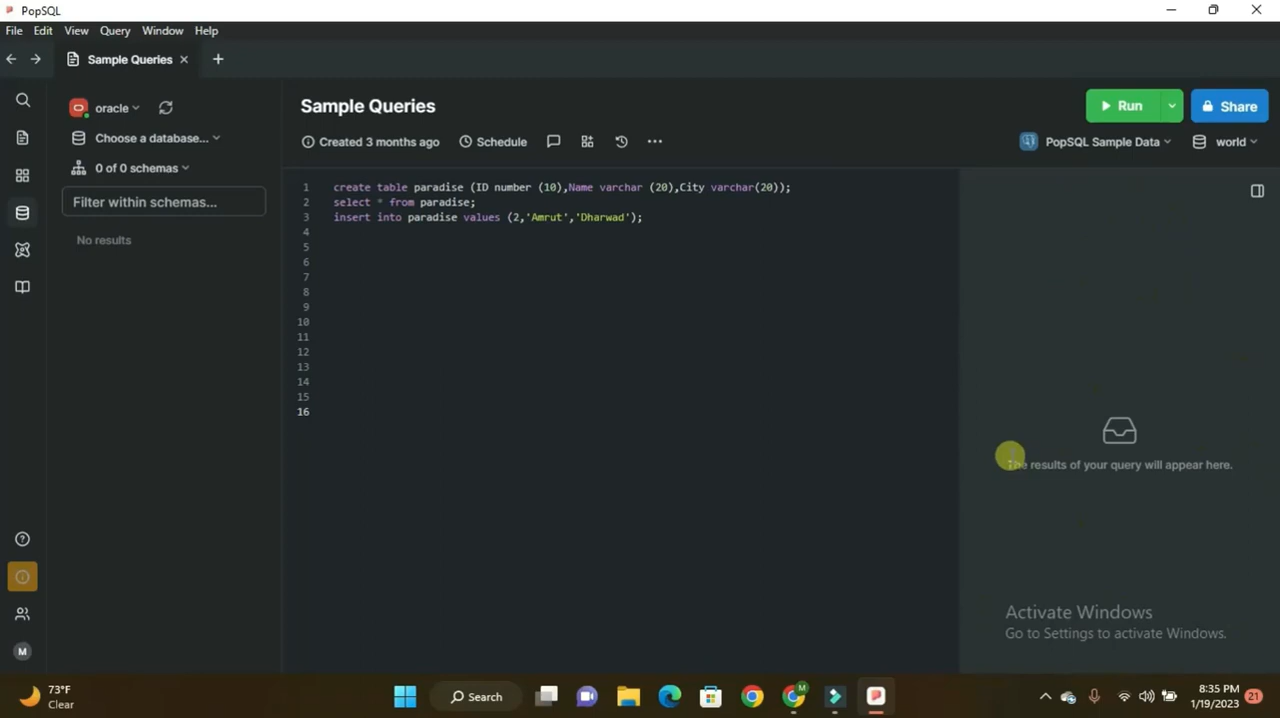 PopSQL
File Edit View Query Window Help
Sample Queries
oracle
Choose a database...
0 of 0 schemas
Filter within schemas...
No results
Sample Queries
Run
Share
Created 3 months ago
Schedule
PopSQL Sample Data
world
1 create table paradise (ID number (10),Name varchar (20),City varchar(20));
2 select * from paradise;
3 insert into paradise values (2,'Amrut','Dharwad');
4
5
6
7
8
9
10
11
12
13
14
15
16
The results of your query will appear here.
Activate Windows
Go to Settings to activate Windows.
M
73°F
Clear
Search
M
8:35 PM
1/19/2023
21